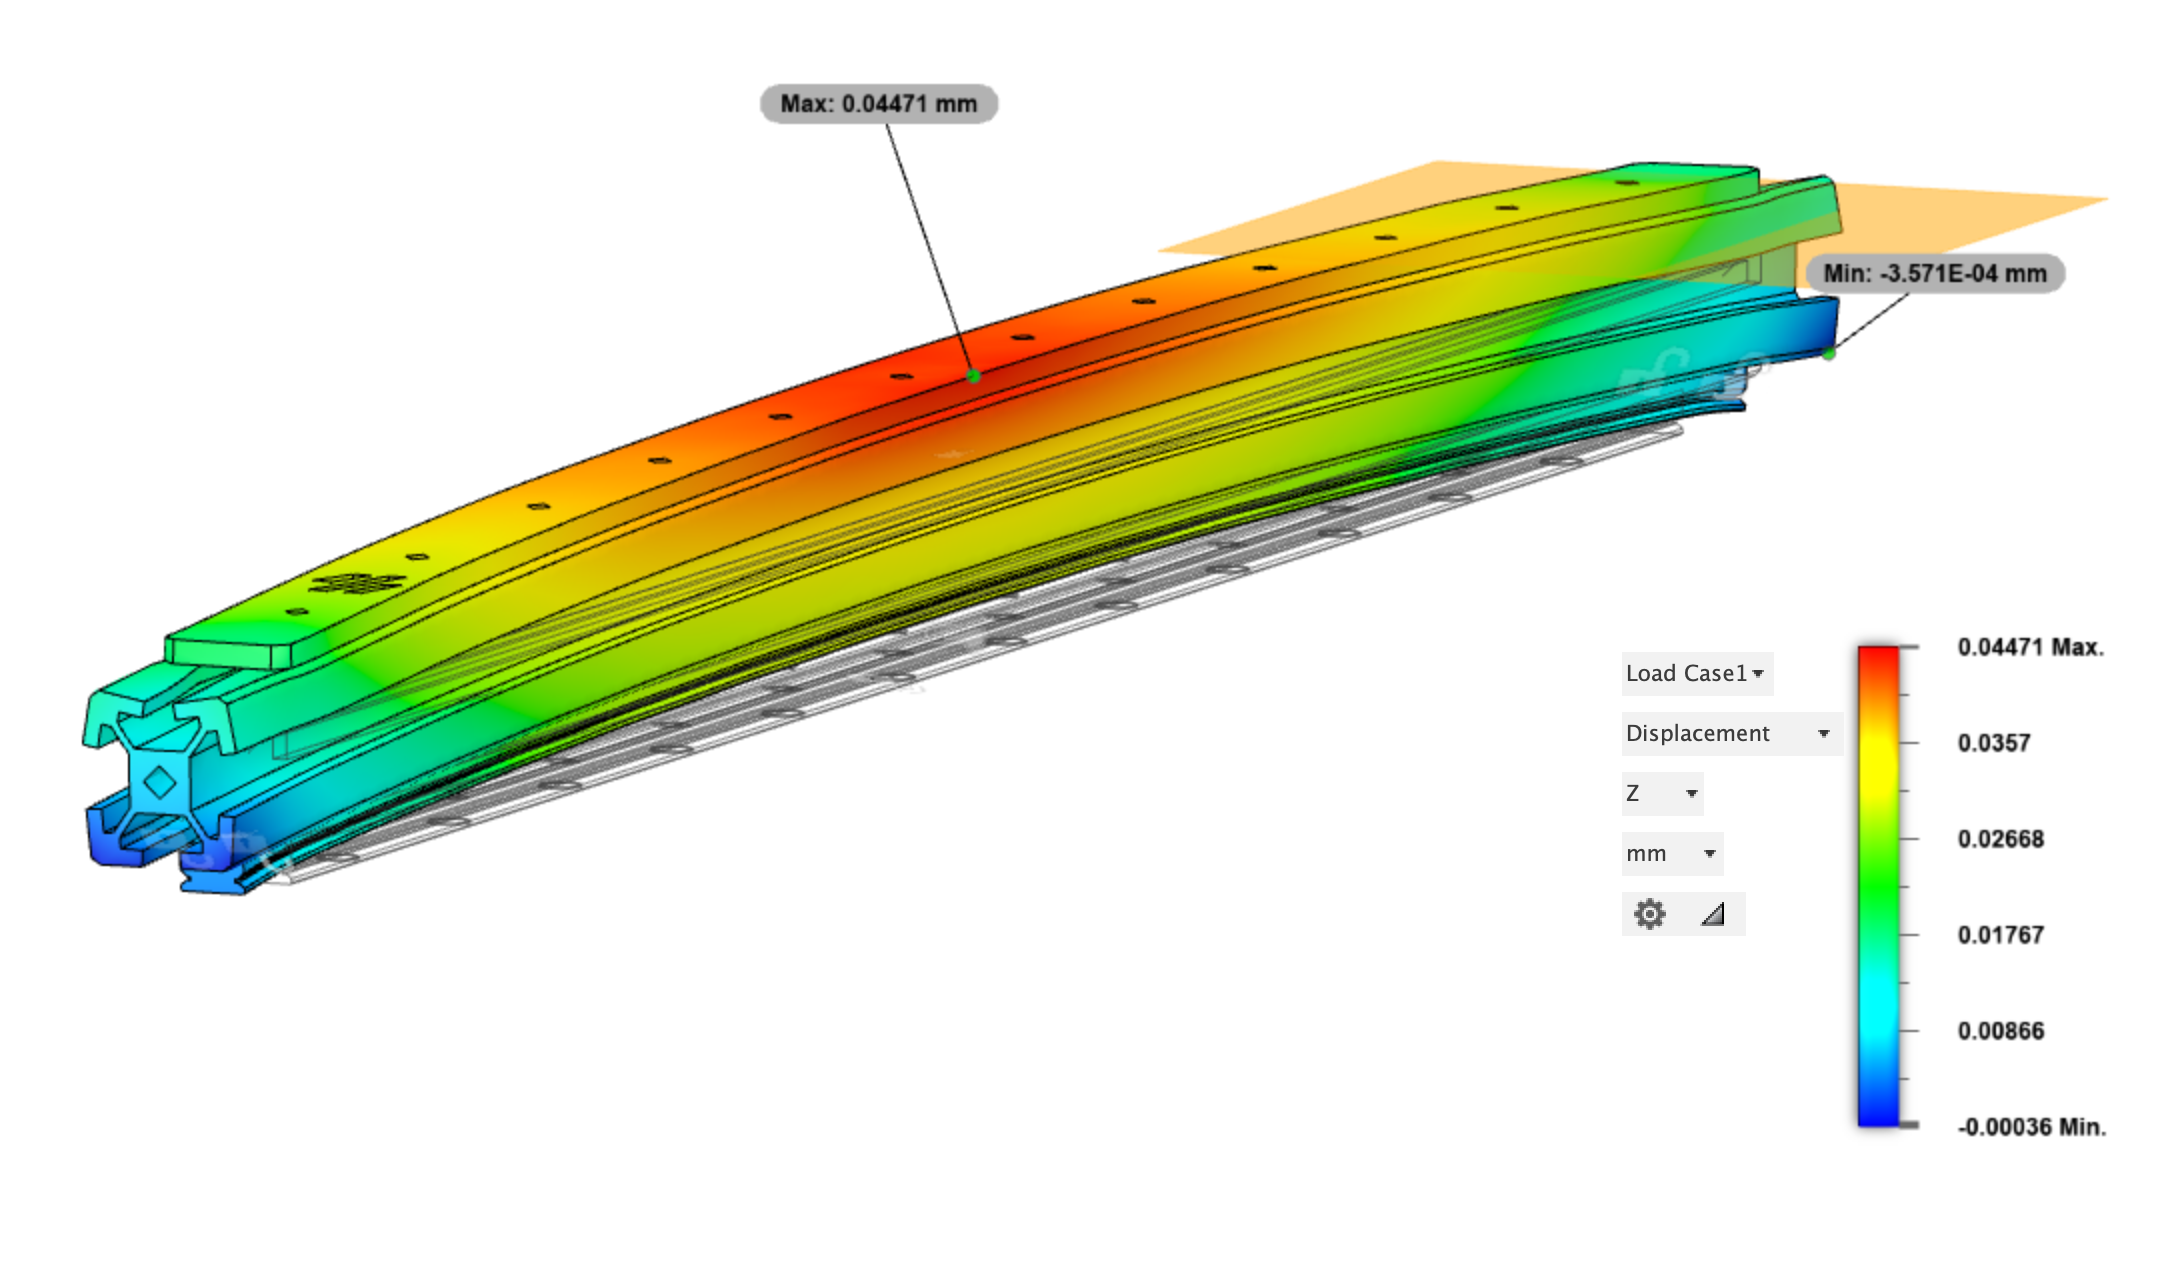 Max: 0.04471 mm
Min: -3.571E-04 mm
Load Case1
Displacement
Z
mm
0.04471 Max.
0.0357
0.02668
0.01767
0.00866
-0.00036 Min.